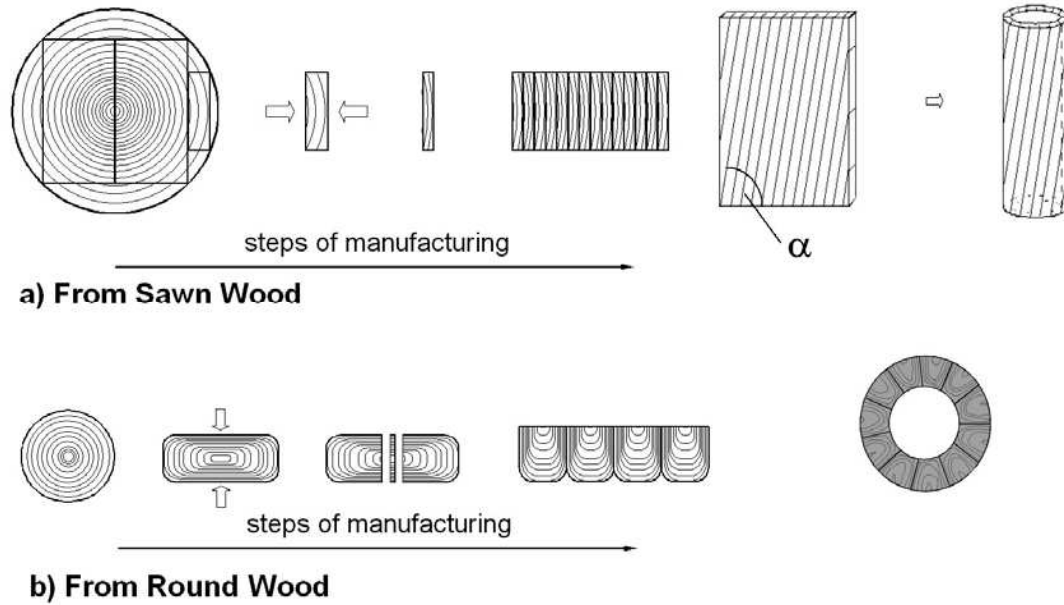 α
steps of manufacturing
a) From Sawn Wood
steps of manufacturing
b) From Round Wood